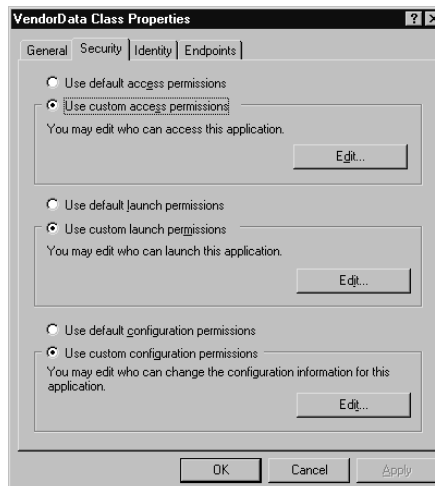 VendorData Class Properties
General Security Identity Endpoints
Use default access permissions
Use custom access permissions
You may edit who can access this application.
Edit...
Use default launch permissions
Use custom launch permissions
You may edit who can launch this application.
Edit...
Use default configuration permissions
Use custom configuration permissions
You may edit who can change the configuration information for this
application.
Edit...
OK Cancel Apply